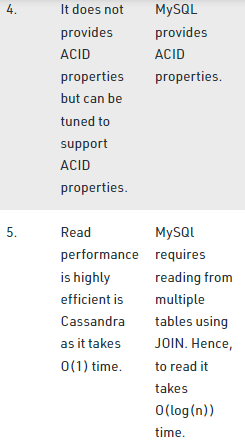 4. It does not MySQL
provides provides
ACID ACID
properties properties.
but can be
tuned to
support
ACID
properties.
5. Read MySQl
performance requires
is highly reading from
efficient is multiple
Cassandra tables using
as it takes JOIN. Hence,
O(1) time. to read it
takes
O(log(n))
time.